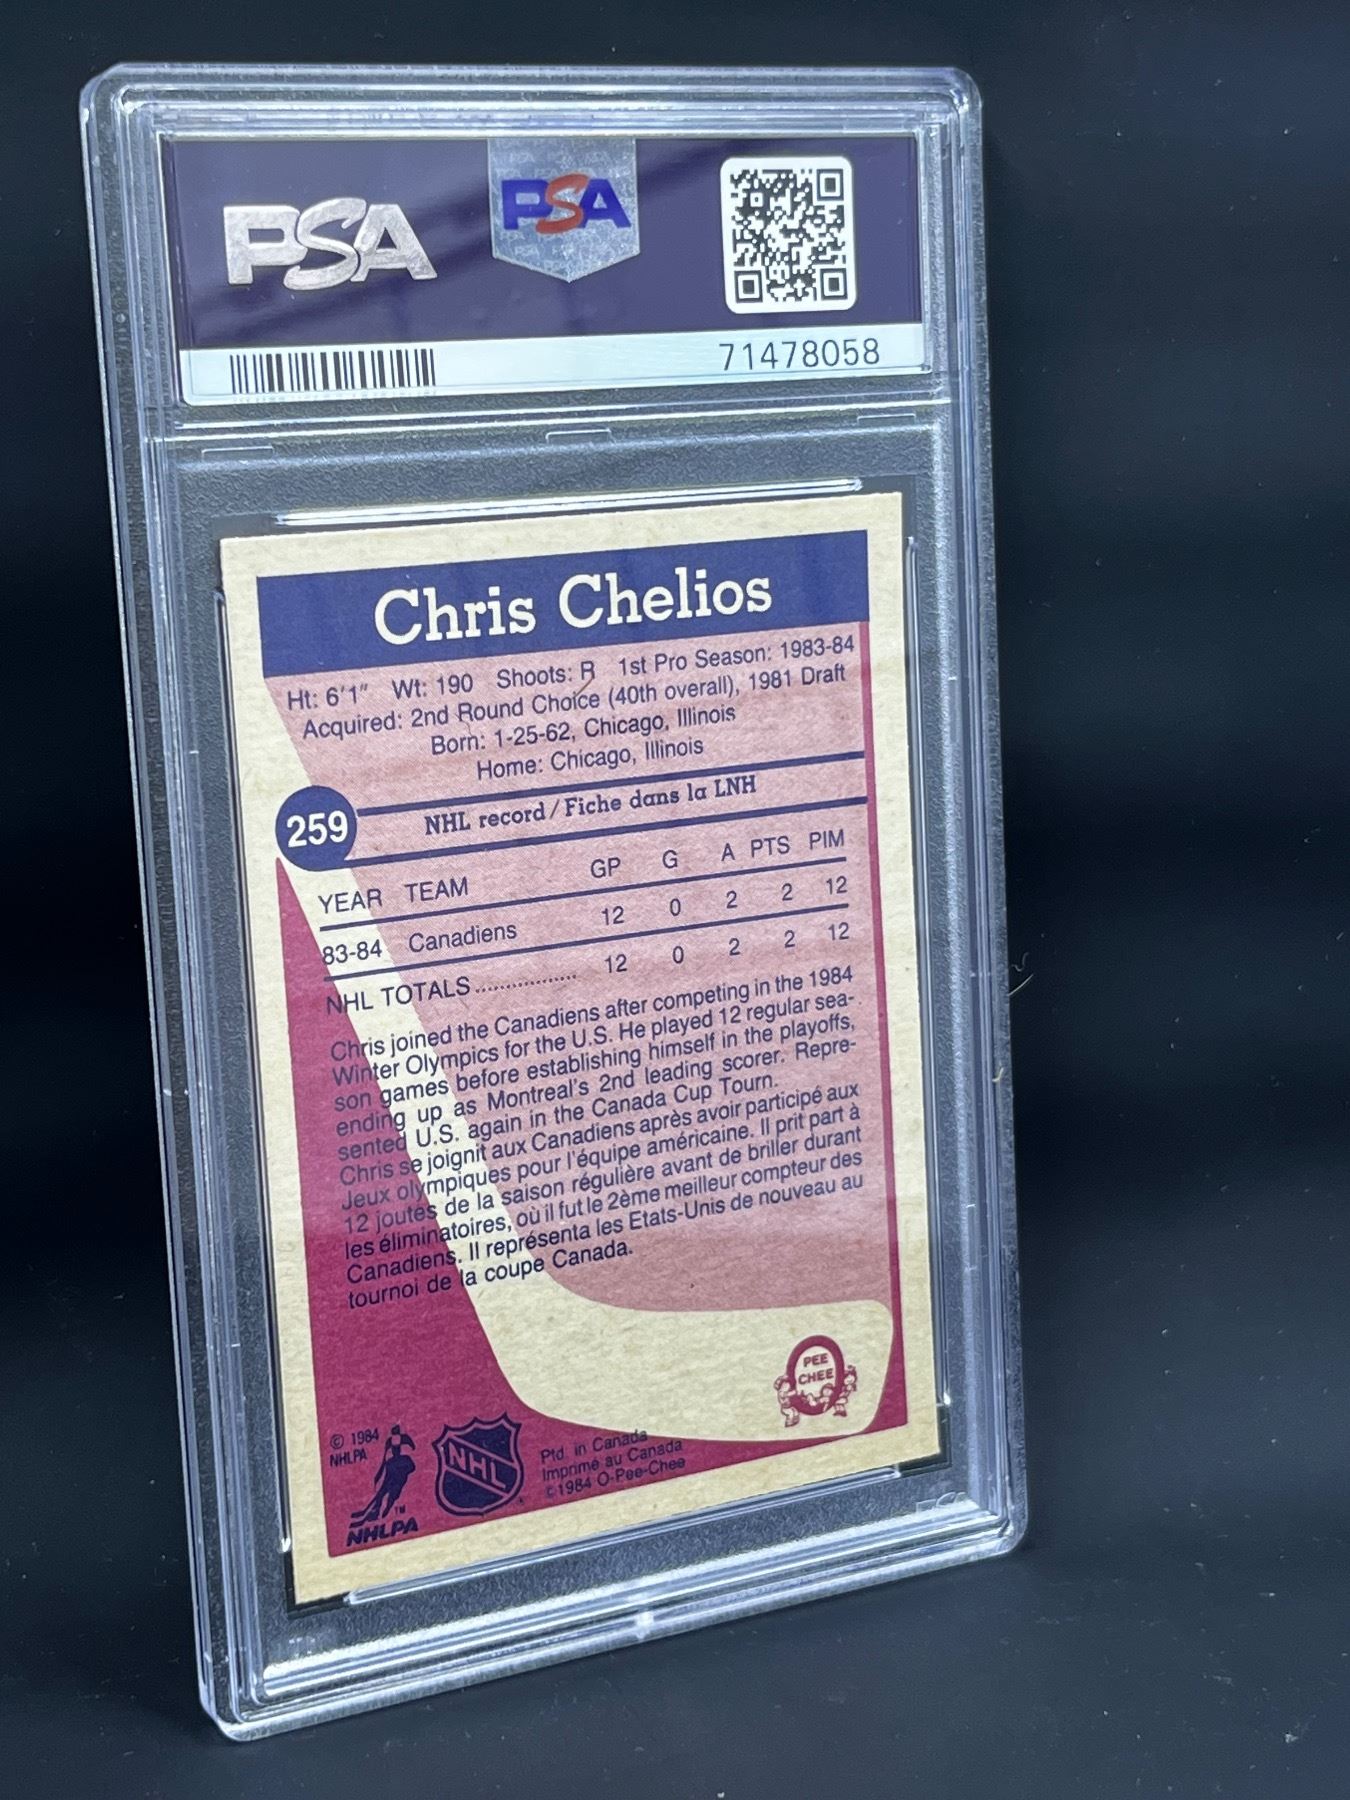 PSA
PSA
71478058
Chris Chelios
Ht: 6'1" Wt: 190 Shoots: R 1st Pro Season: 1983-84
Acquired: 2nd Round Choice (40th overall), 1981 Draft
Born: 1-25-62, Chicago, Illinois
Home: Chicago, Illinois
259
NHL record/Fiche dans la LNH
YEAR TEAM GP G A PTS PIM
83-84 Canadiens 12 0 2 2 12
NHL TOTALS.................. 12 0 2 2 12
Chris joined the Canadiens after competing in the 1984
Winter Olympics for the U.S. He played 12 regular sea-
son games before establishing himself in the playoffs,
ending up as Montreal's 2nd leading scorer. Repre-
sented U.S. again in the Canada Cup Tourn.
Chris se joignit aux Canadiens après avoir participé aux
Jeux olympiques pour l'équipe américaine. Il prit part à
12 joutes de la saison régulière avant de briller durant
les éliminatoires, où il fut le 2ème meilleur compteur des
Canadiens. Il représenta les Etats-Unis de nouveau au
tournoi de la coupe Canada.
PEE
CHEE
© 1984
NHLPA
TM
NHLPA
NHL
Ptd. in Canada
Imprimé au Canada
©1984 O-Pee-Chee